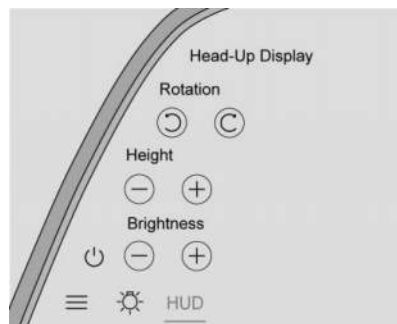 Head-Up Display
Rotation
Height
Brightness
HUD